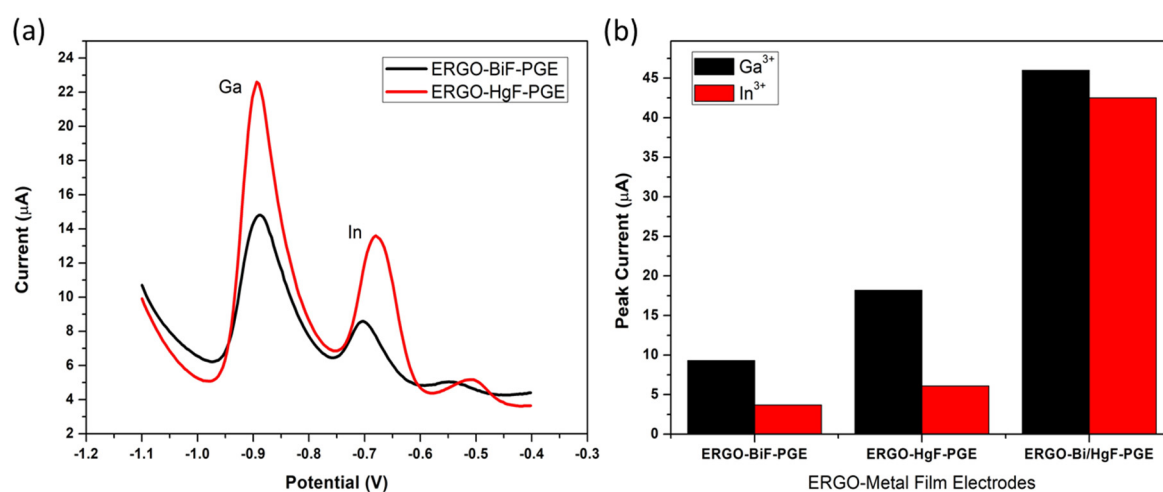 (a)
24
22
20
18
16
14
12
10
8
6
4
2
Current (μA)
Ga
In
ERGO-BiF-PGE
ERGO-HgF-PGE
-1.2 -1.1 -1.0 -0.9 -0.8 -0.7 -0.6 -0.5 -0.4 -0.3
Potential (V)
(b)
45
40
35
30
25
20
15
10
5
0
Peak Current (μA)
Ga³⁺
In³⁺
ERGO-BiF-PGE ERGO-HgF-PGE ERGO-Bi/HgF-PGE
ERGO-Metal Film Electrodes